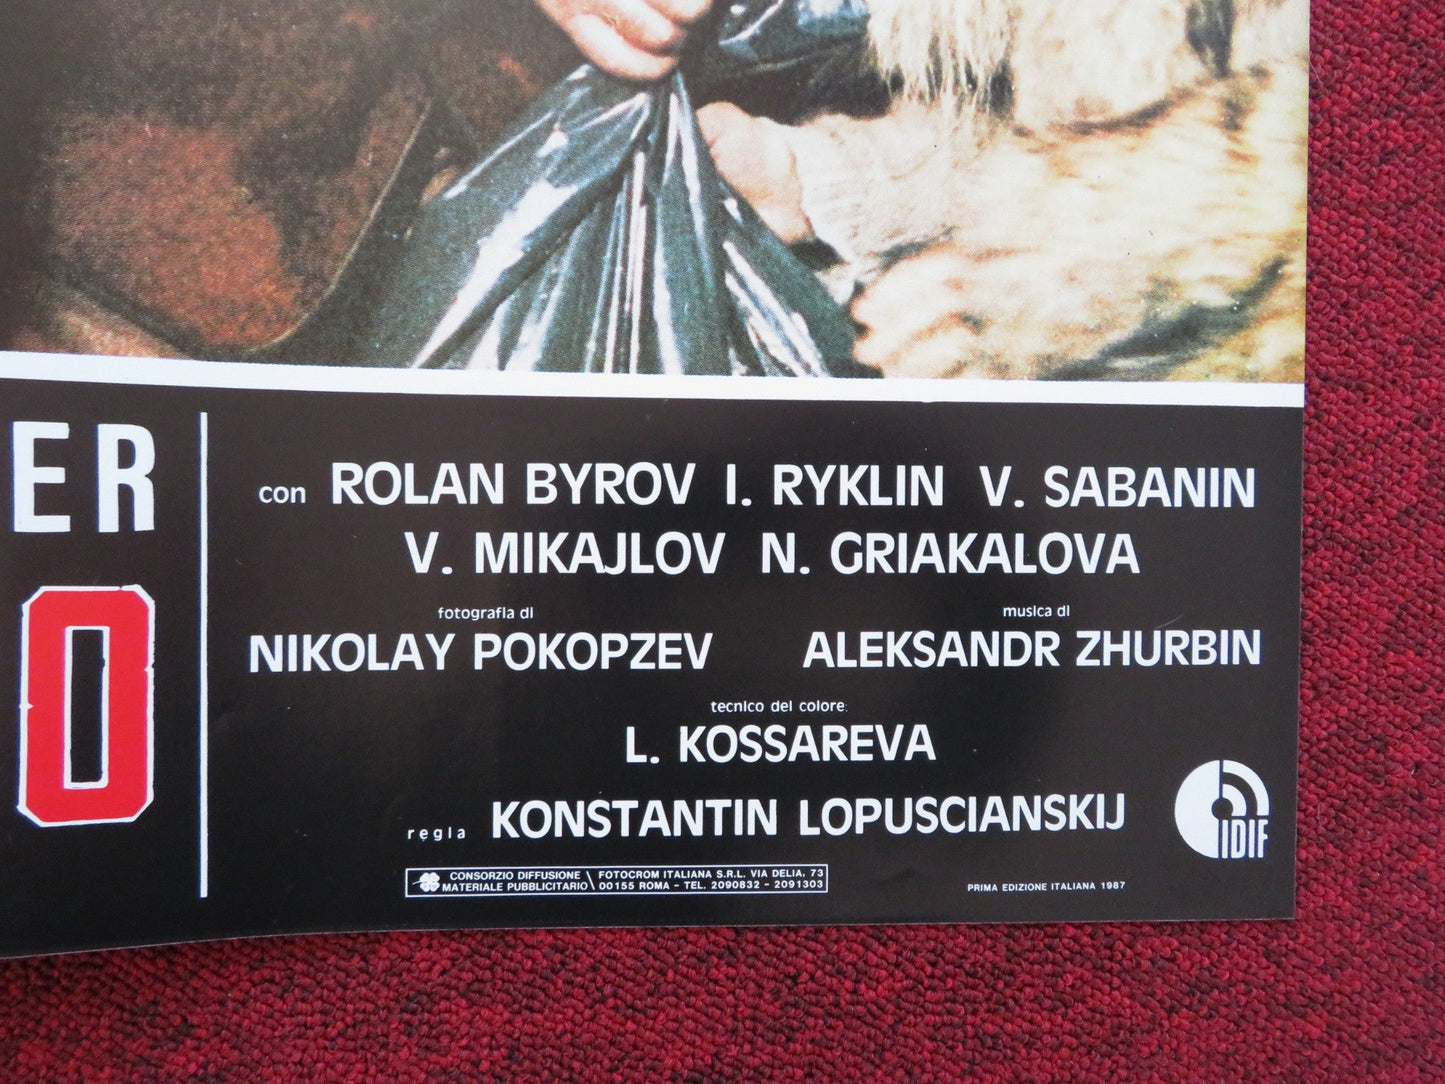 ER
O
con ROLAN BYROV I. RYKLIN V. SABANIN
V. MIKAJLOV N. GRIAKALOVA
fotografia di
NIKOLAY POKOPZEV
musica di
ALEKSANDR ZHURBIN
tecnico del colore:
L. KOSSAREVA
regia KONSTANTIN LOPUSCIANSKIJ
IDIF
CONSORZIO DIFFUSIONE \ FOTOCROM ITALIANA S.R.L. VIA DELIA, 73
MATERIALE PUBBLICITARIO \ 00155 ROMA - TEL. 2090832 - 2091303
PRIMA EDIZIONE ITALIANA 1987